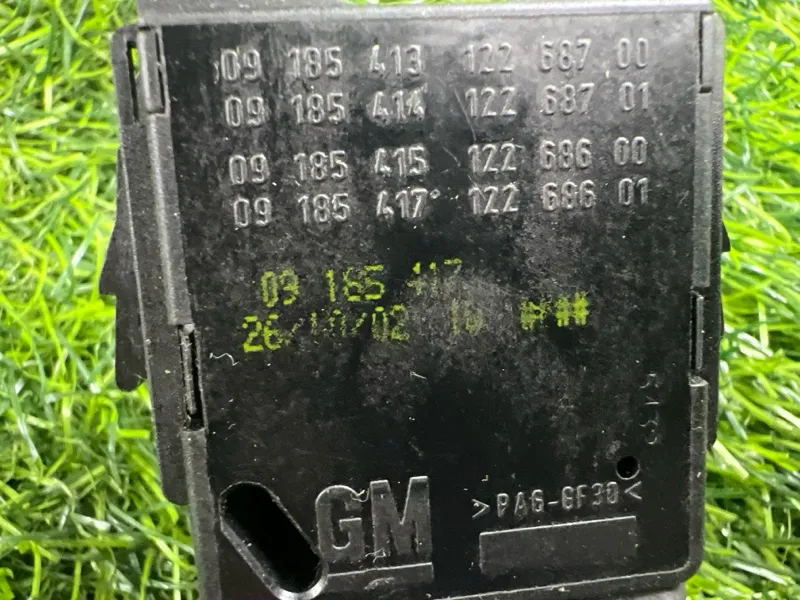 09 185 413 122 687 00
09 185 414 122 687 01
09 185 415 122 686 00
09 185 417 122 686 01
09 185 417
26/10/02 ###
GM
>PA6-GF30<